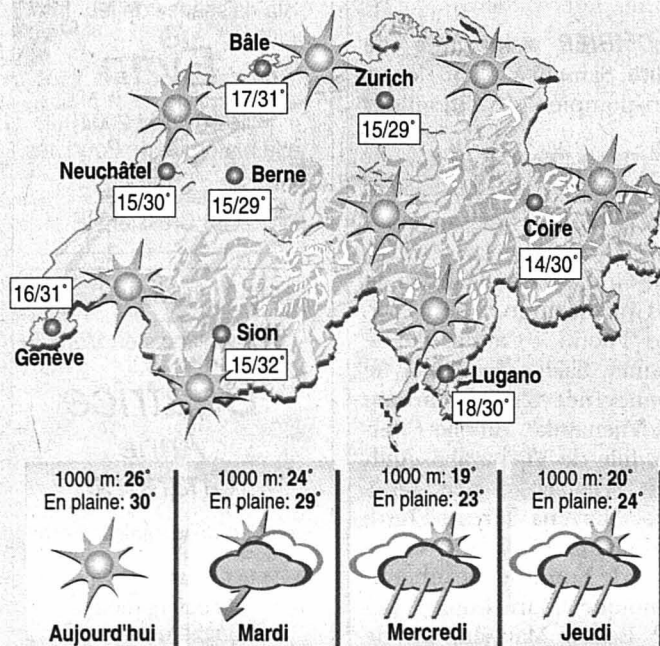 Bâle
17/31°
Zurich
15/29°
Neuchâtel
15/30°
Berne
15/29°
Coire
14/30°
16/31°
Genève
Sion
15/32°
Lugano
18/30°
1000 m: 26°
En plaine: 30°
Aujourd'hui
1000 m: 24°
En plaine: 29°
Mardi
1000 m: 19°
En plaine: 23°
Mercredi
1000 m: 20°
En plaine: 24°
Jeudi